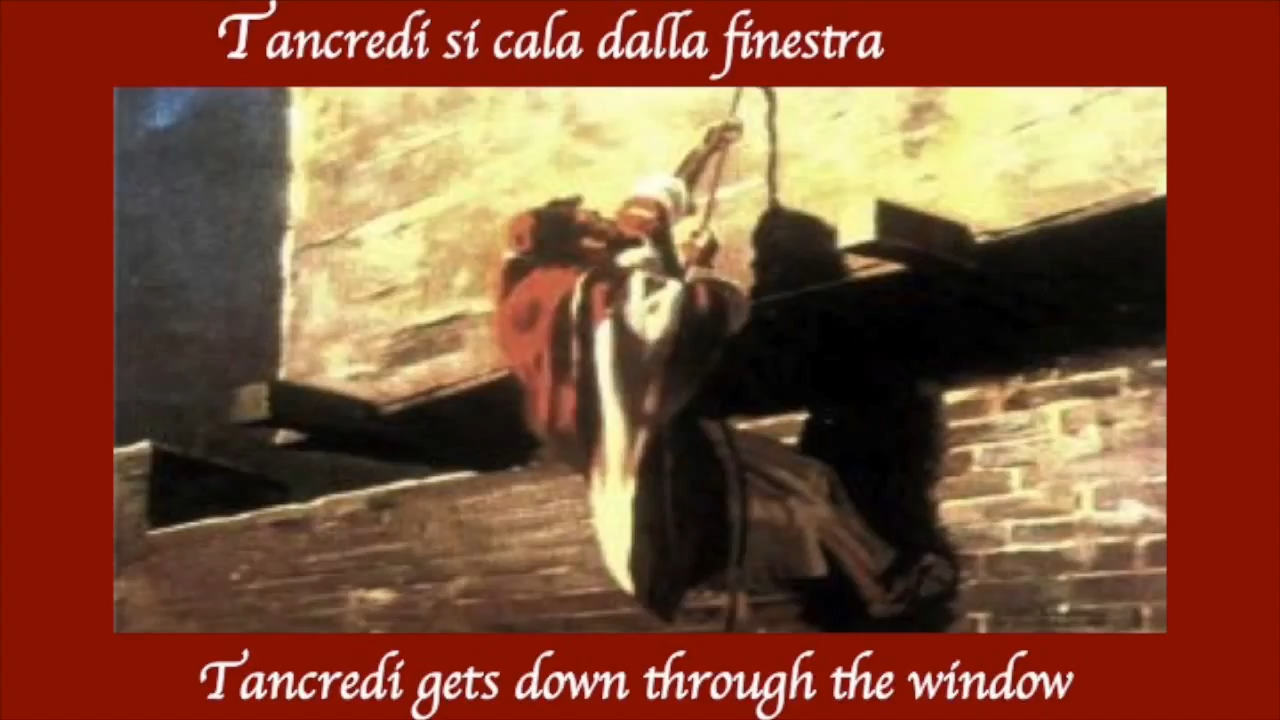 Tancredi si cala dalla finestra
Tancredi gets down through the window